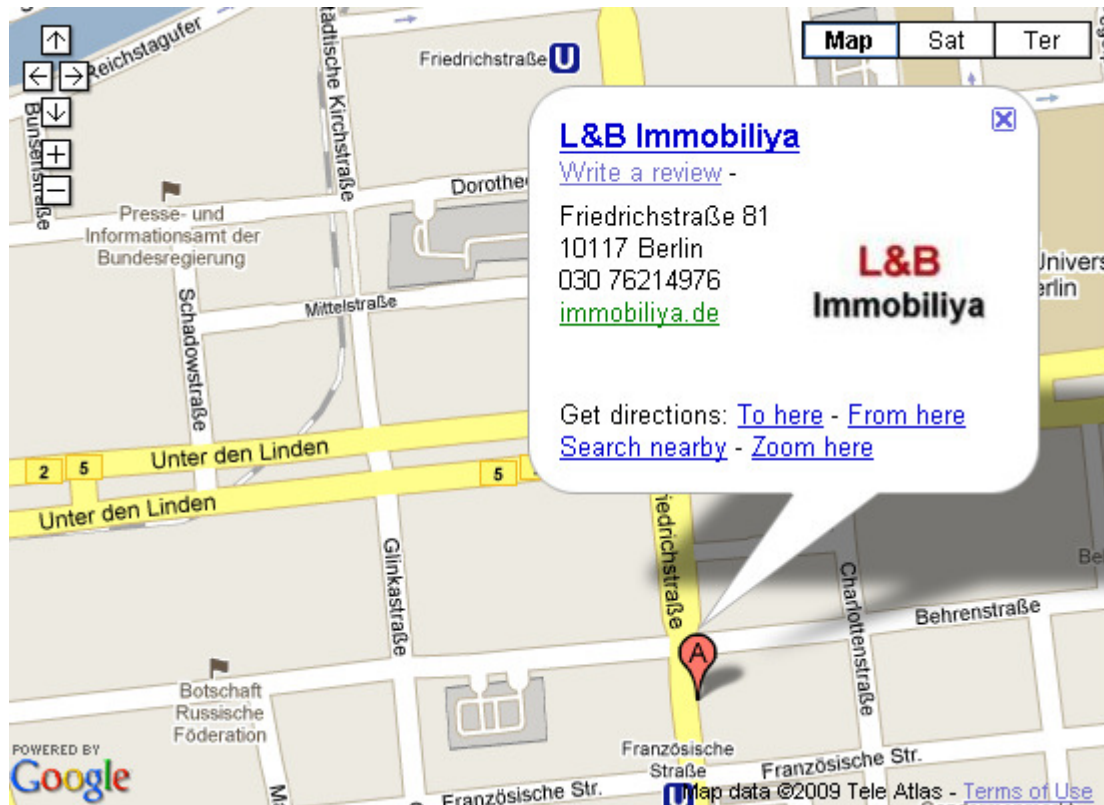 Reichstagufer
Städtische Kirchstraße
Friedrichstraße U
Map Sat Ter
Bunsenstraße
L&B Immobiliya
Write a review -
Friedrichstraße 81
10117 Berlin
030 76214976
immobiliya.de
L&B
Immobiliya
Get directions: To here - From here
Search nearby - Zoom here
Presse- und
Informationsamt der
Bundesregierung
Schadowstraße
Mittelstraße
Unter den Linden
2 5
5
Unter den Linden
Glinkastraße
Charlottenstraße
Behrenstraße
A
Botschaft
Russische
Föderation
POWERED BY
Google
Französische
Straße
U
Französische Str.
Französische Str.
Map data ©2009 Tele Atlas - Terms of Use